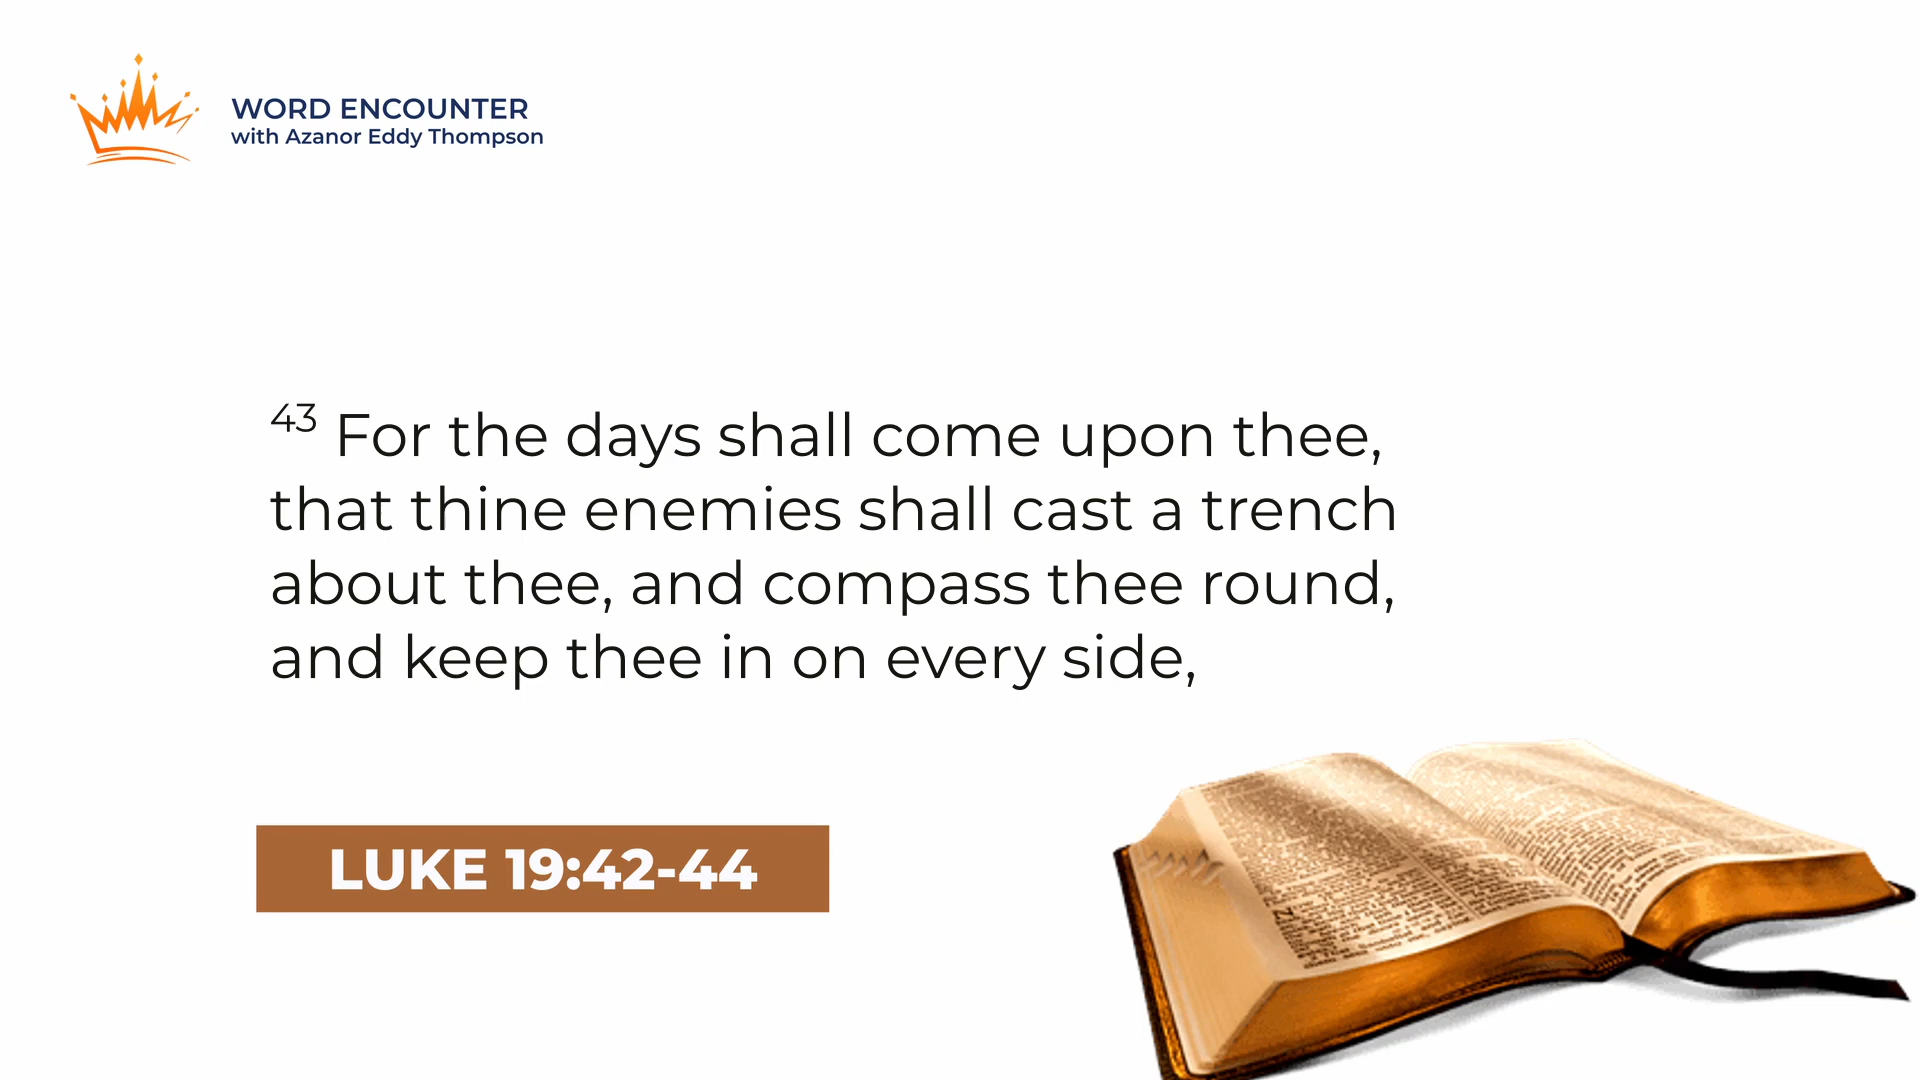 WORD ENCOUNTER
with Azanor Eddy Thompson
43 For the days shall come upon thee,
that thine enemies shall cast a trench
about thee, and compass thee round,
and keep thee in on every side,
LUKE 19:42-44